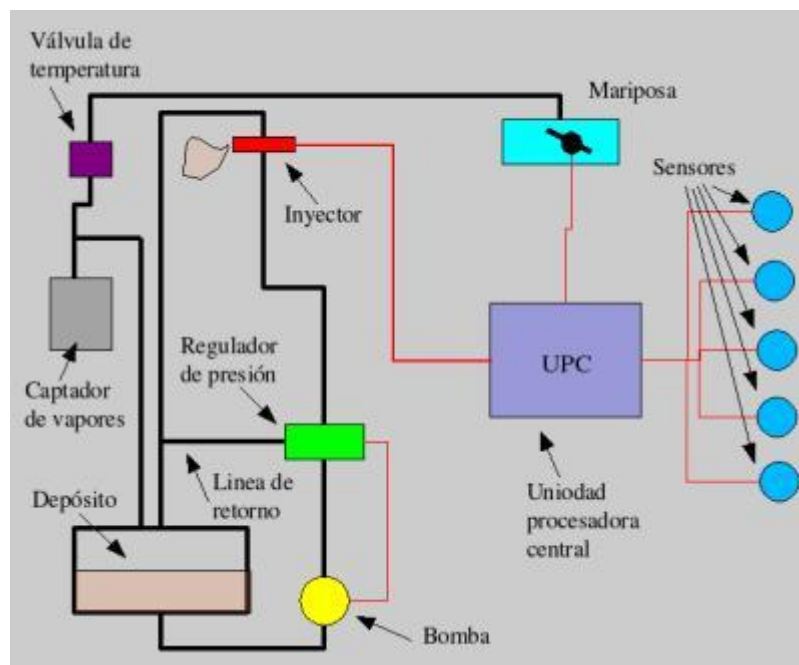 Válvula de
temperatura
Mariposa
Sensores
Inyector
UPC
Regulador
de presión
Captador
de vapores
Linea de
retorno
Depósito
Uniodad
procesadora
central
Bomba